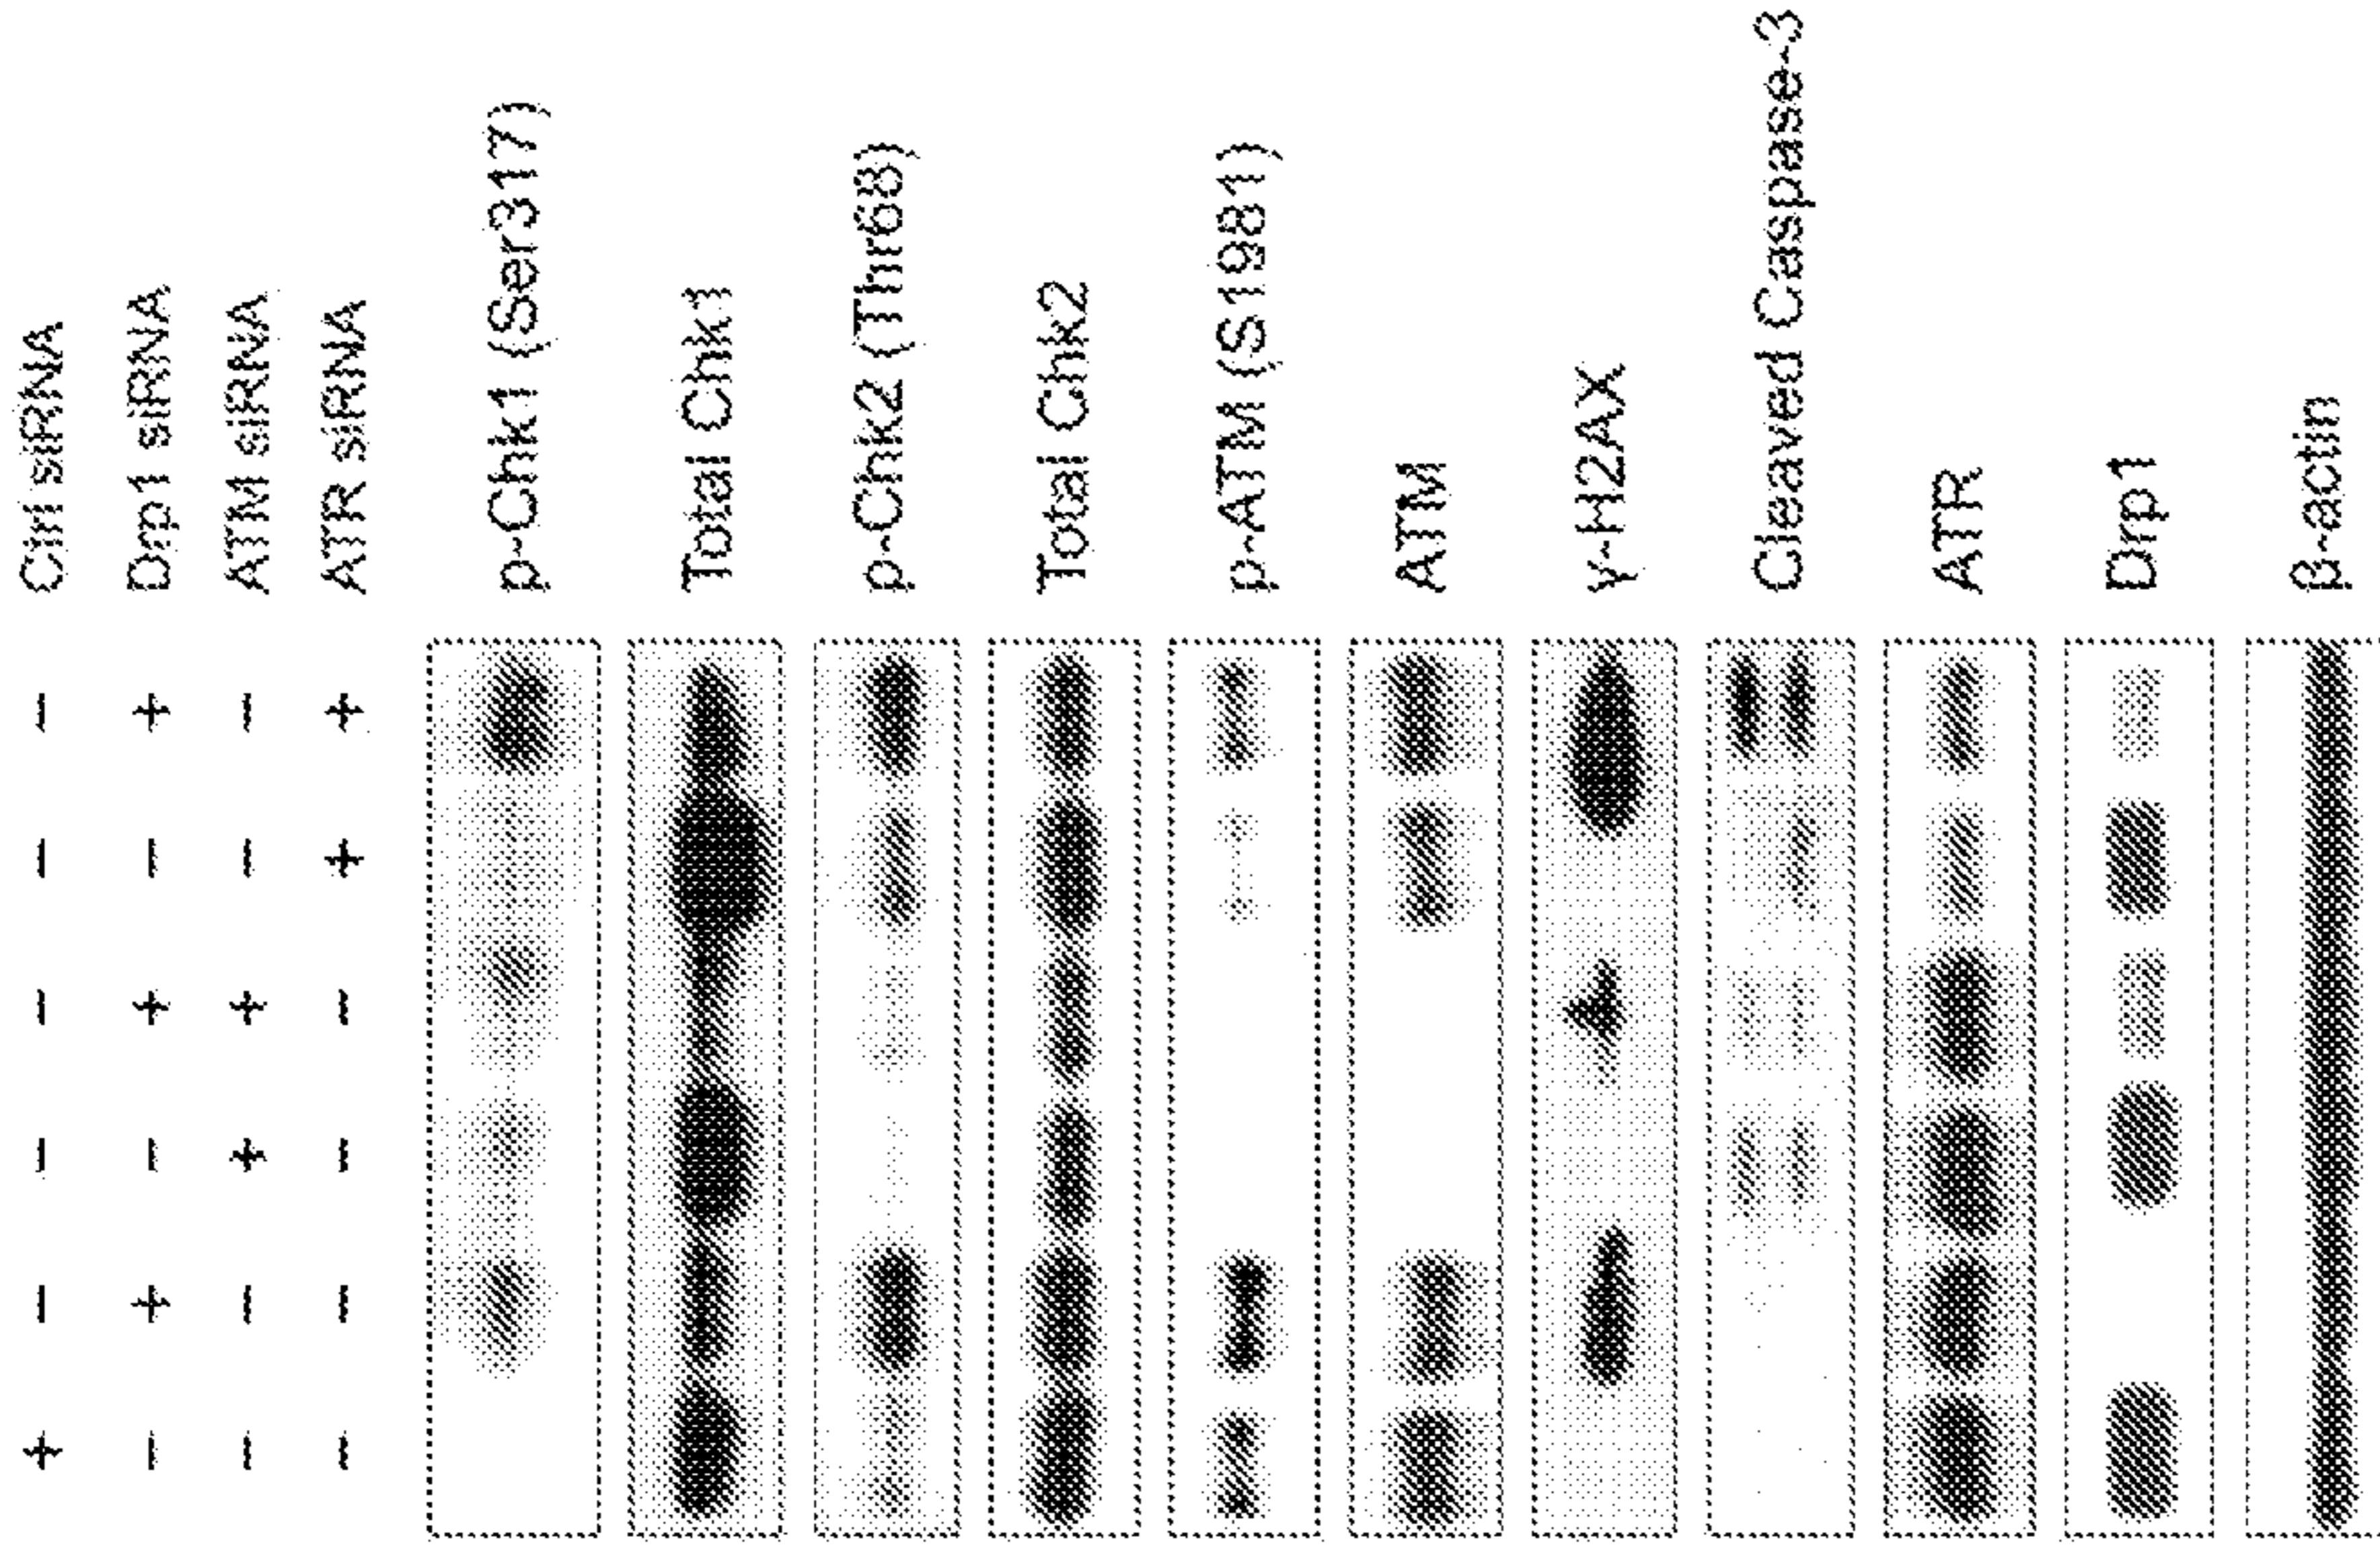 + − − − − − Ctrl siRNA
− + − + − + Drp1 siRNA
− − + + − − ATM siRNA
− − − − + + ATR siRNA
p-Chk1 (Ser317)
Total Chk1
p-Chk2 (Thr68)
Total Chk2
p-ATM (S1981)
ATM
γ-H2AX
Cleaved Caspase-3
ATR
Drp1
β-actin